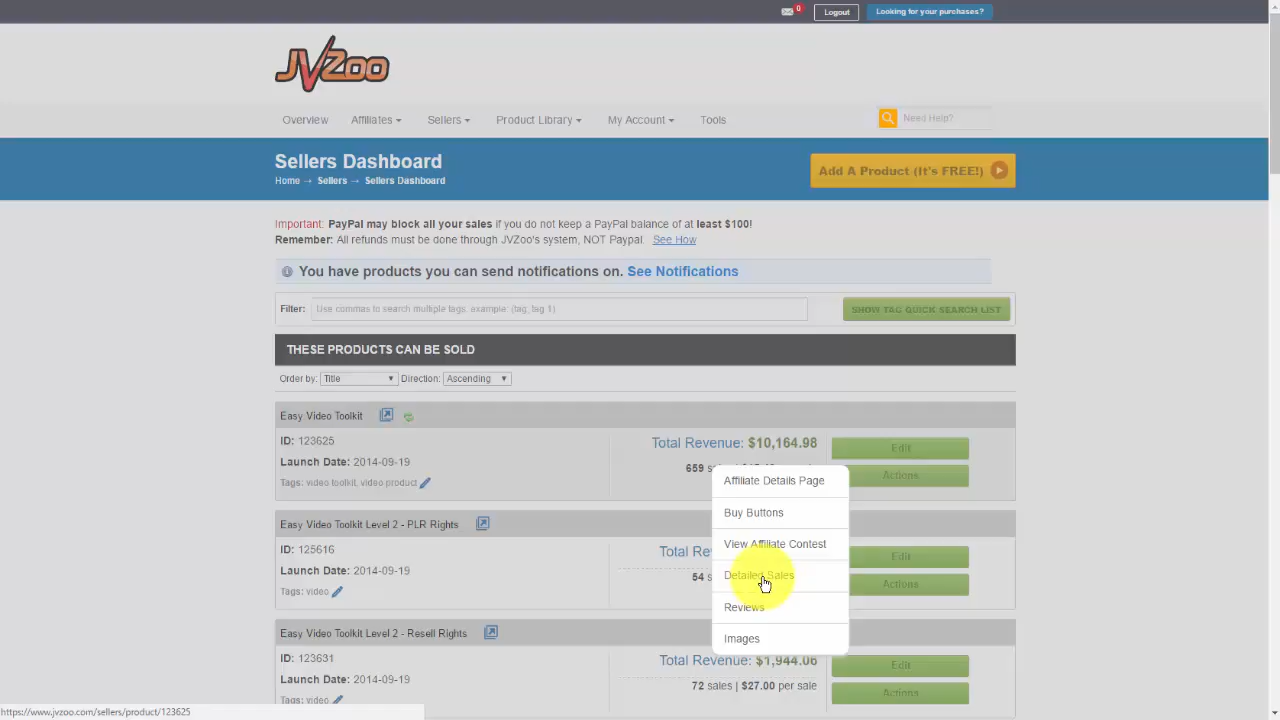 0
Logout
Looking for your purchases?
JVZoo
Overview
Affiliates
Sellers
Product Library
My Account
Tools
Need Help?
Sellers Dashboard
Home → Sellers → Sellers Dashboard
Add A Product (It's FREE!)
Important: PayPal may block all your sales if you do not keep a PayPal balance of at least $100!
Remember: All refunds must be done through JVZoo's system, NOT Paypal. See How
You have products you can send notifications on. See Notifications
Filter: Use commas to search multiple tags, example: (tag, tag 1)
SHOW TAG QUICK SEARCH LIST
THESE PRODUCTS CAN BE SOLD
Order by: Title Direction: Ascending
Easy Video Toolkit
ID: 123625
Launch Date: 2014-09-19
Tags: video toolkit, video product
Total Revenue: $10,164.98
659
Edit
Actions
Affiliate Details Page
Buy Buttons
View Affiliate Contest
Detailed Sales
Reviews
Images
Easy Video Toolkit Level 2 - PLR Rights
ID: 125616
Launch Date: 2014-09-19
Tags: video
Total
54
Edit
Actions
Easy Video Toolkit Level 2 - Resell Rights
ID: 123631
Launch Date: 2014-09-19
Tags: video
Total Revenue: $1,944.06
72 sales | $27.00 per sale
Edit
Actions
https://www.jvzoo.com/sellers/product/123625